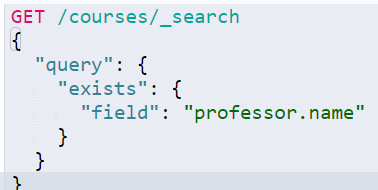 GET /courses/_search
{
  "query": {
    "exists": {
      "field": "professor.name"
    }
  }
}